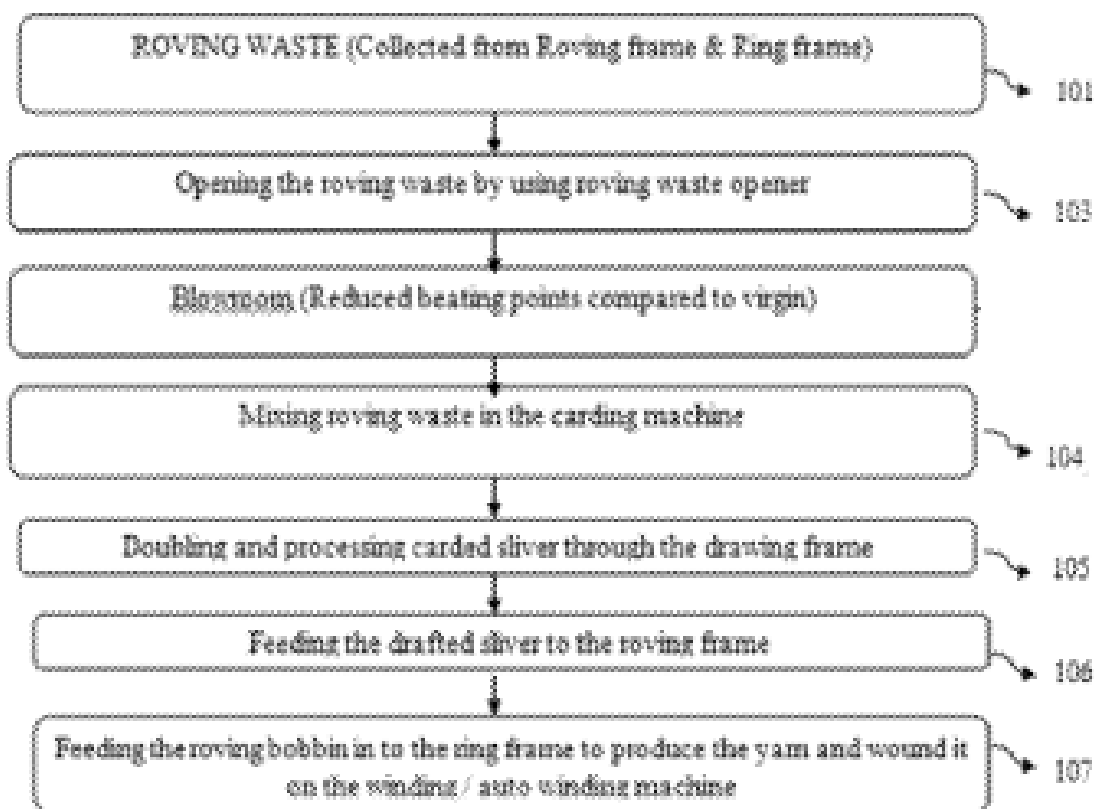 ROVING WASTE (Collected from Roving frame & Ring frame)
101
Opening the roving waste by using roving waste opener
103
Blowroom (Reduced beating points compared to virgin)
Mixing roving waste in the carding machine
104
Doubling and processing carded sliver through the drawing frame
105
Feeding the drafted sliver to the roving frame
106
Feeding the roving bobbin in to the ring frame to produce the yarn and wound it
on the winding / auto winding machine
107